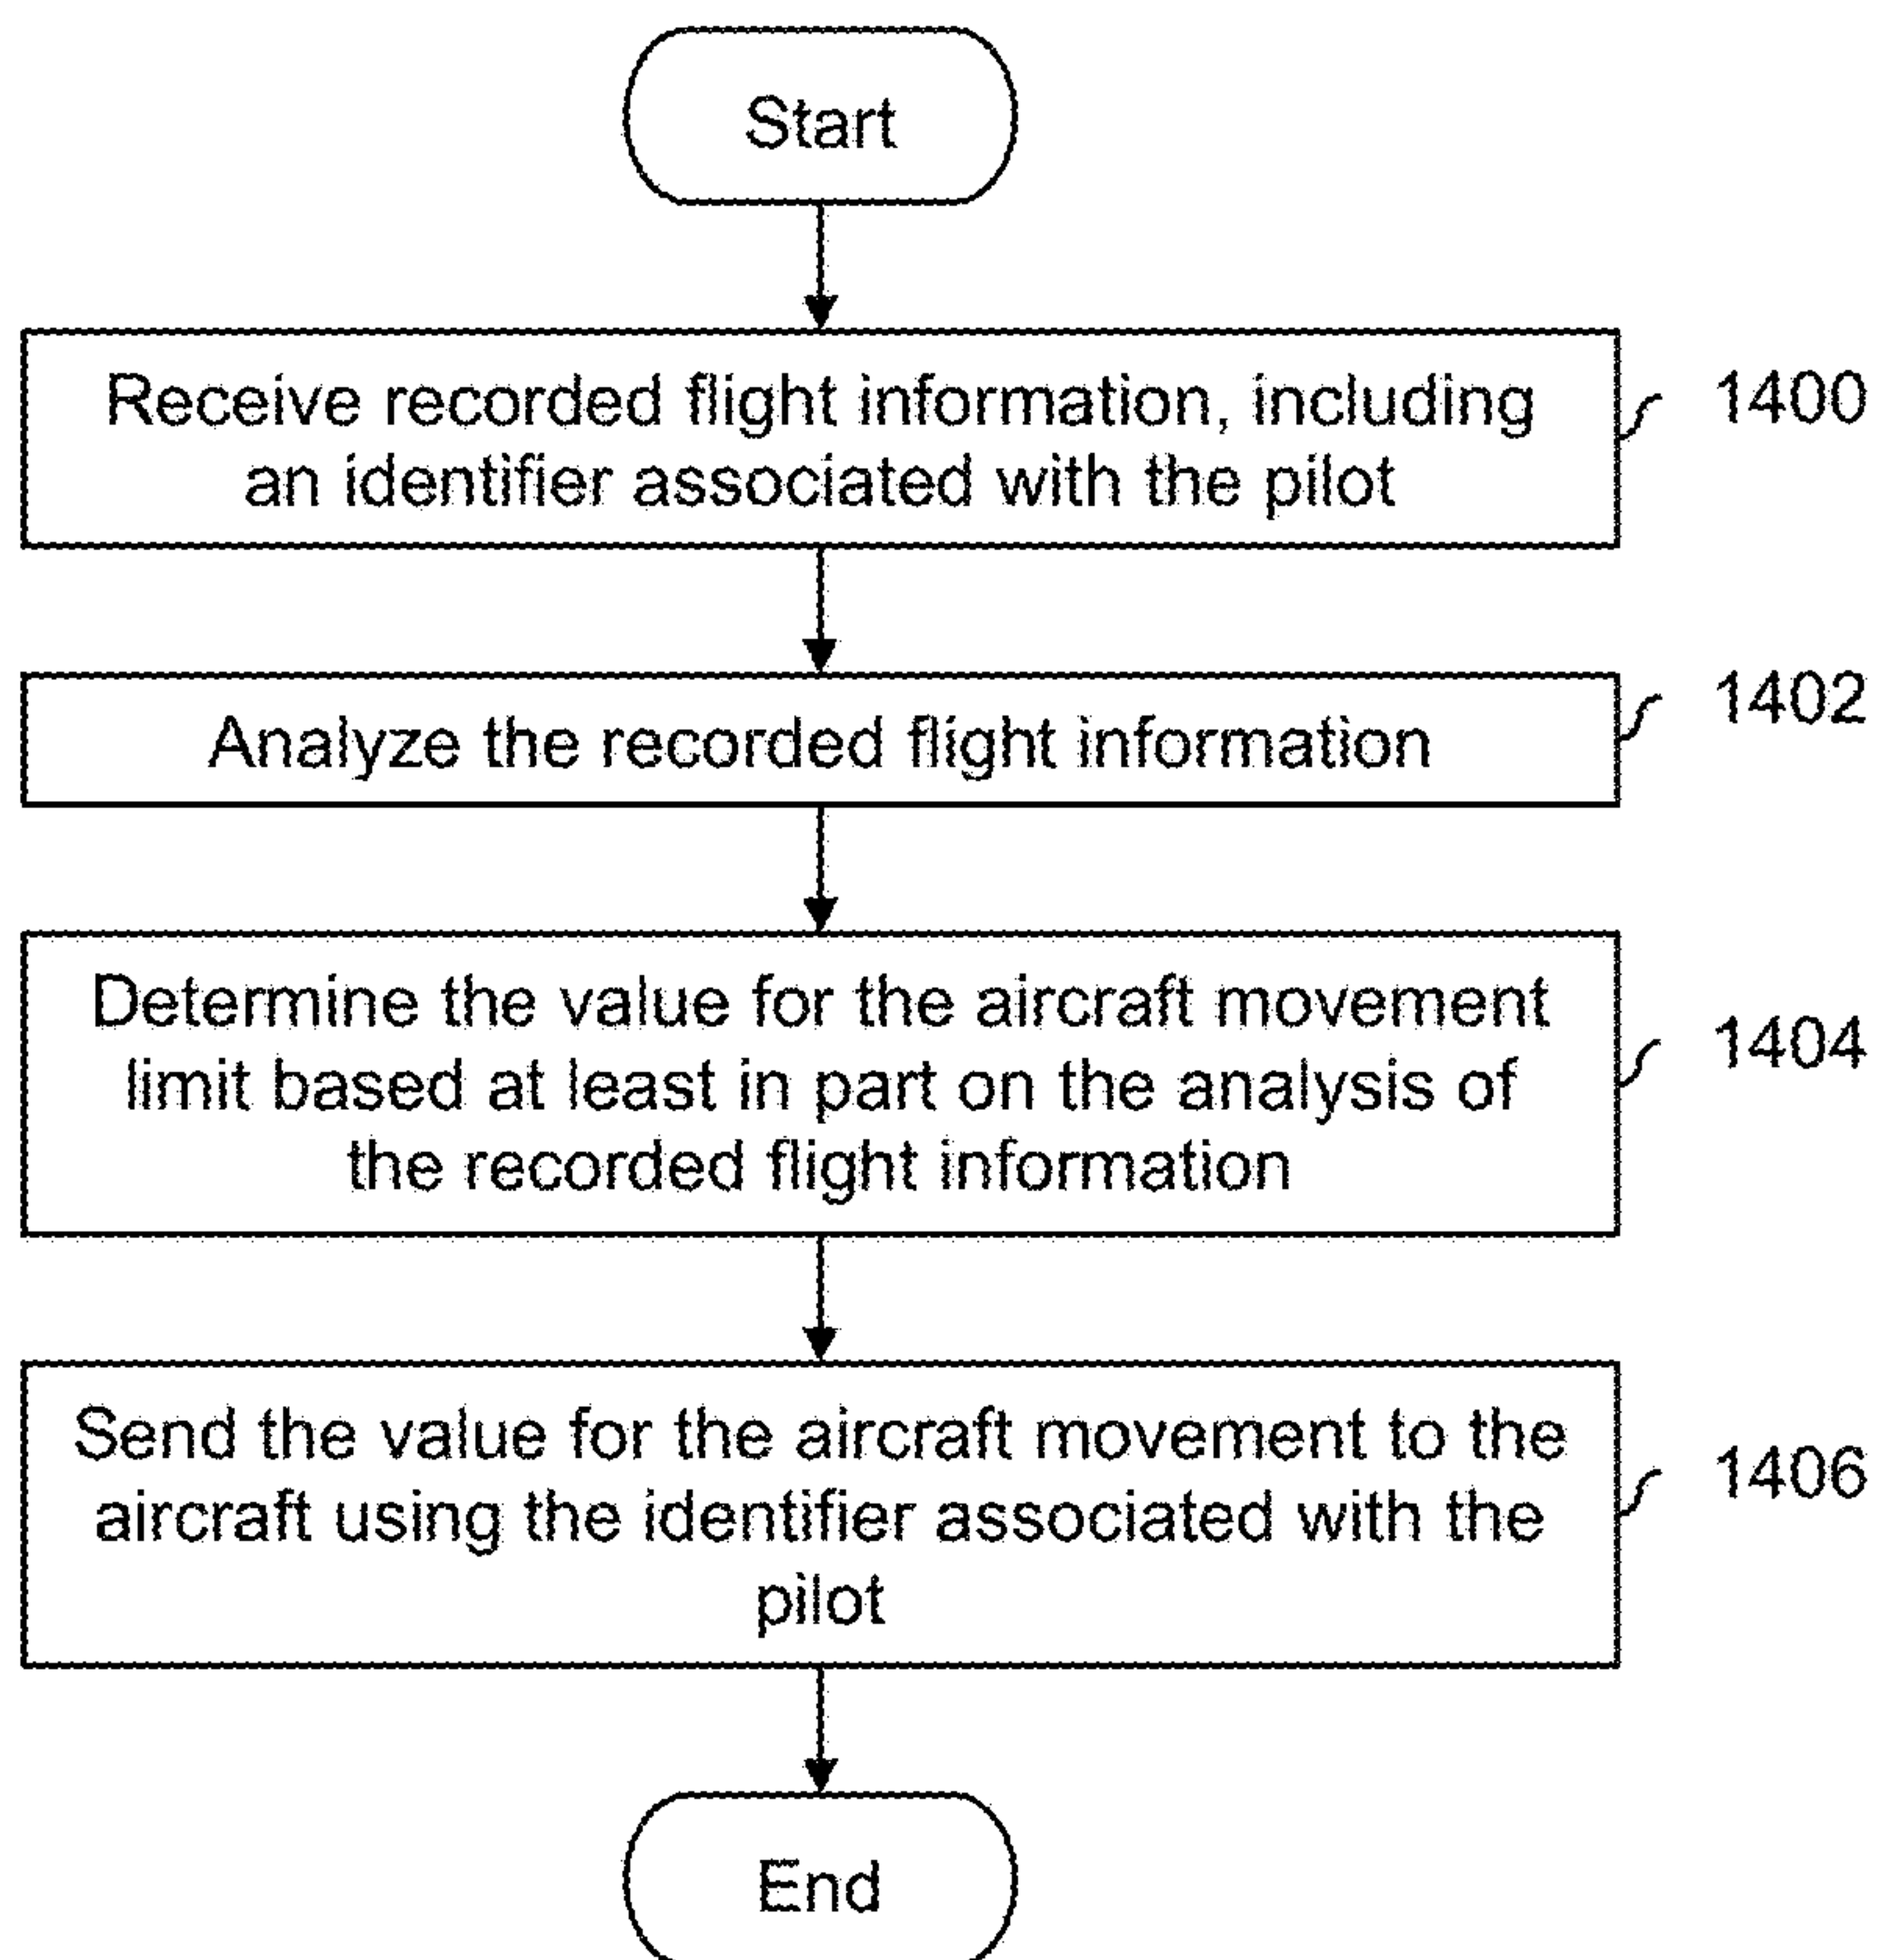 Start
Receive recorded flight information, including
an identifier associated with the pilot
1400
Analyze the recorded flight information
1402
Determine the value for the aircraft movement
limit based at least in part on the analysis of
the recorded flight information
1404
Send the value for the aircraft movement to the
aircraft using the identifier associated with the
pilot
1406
End